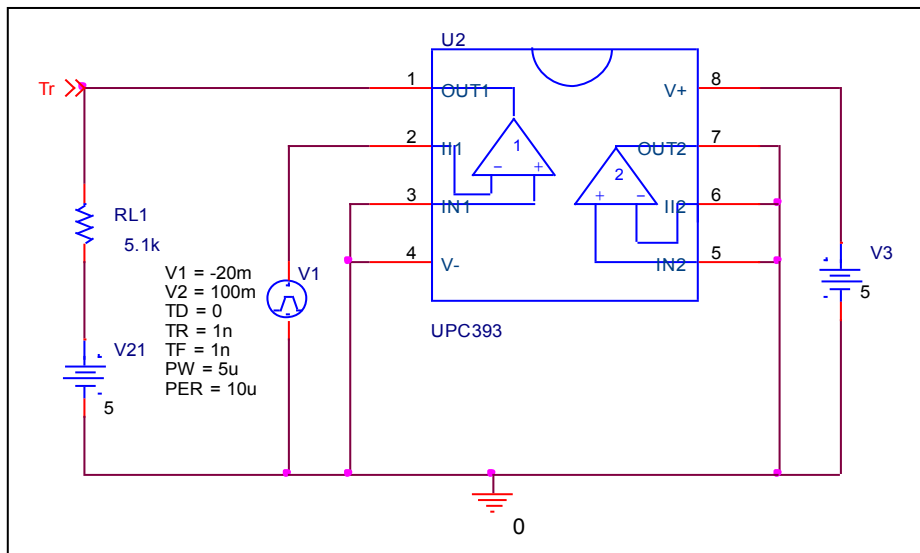 U2
Tr
1
OUT1
V+
8
2
II1
1
OUT2
7
2
3
IN1
II2
6
4
V-
IN2
5
- +
+ -
RL1
5.1k
V1 = -20m
V2 = 100m
TD = 0
TR = 1n
TF = 1n
PW = 5u
PER = 10u
V1
V3
5
UPC393
V21
5
0